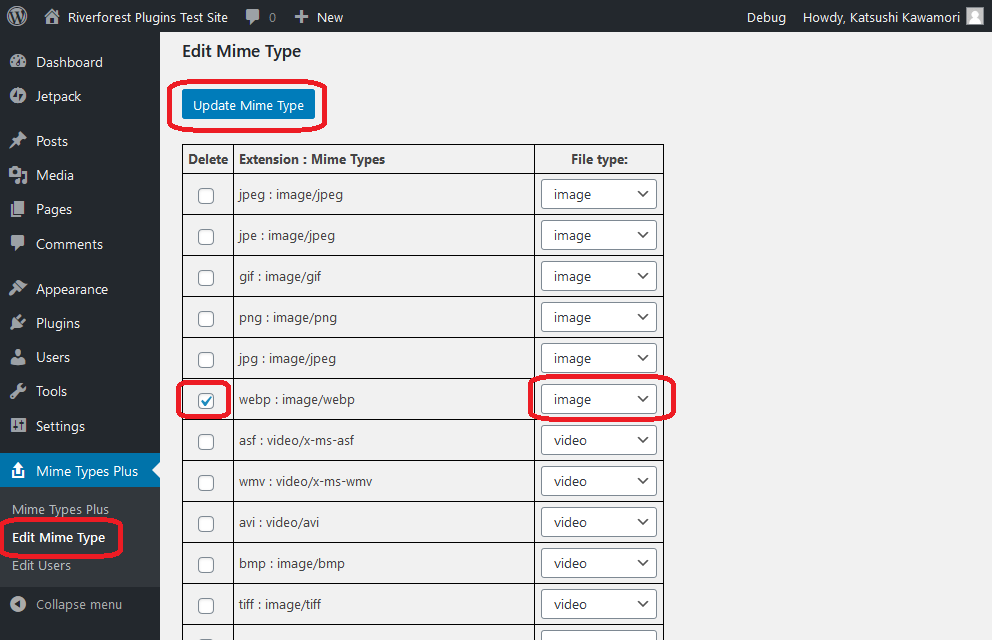 Riverforest Plugins Test Site 0 New Debug Howdy, Katsushi Kawamori
Dashboard
Jetpack
Posts
Media
Pages
Comments
Appearance
Plugins
Users
Tools
Settings
Mime Types Plus
Mime Types Plus
Edit Mime Type
Edit Users
Collapse menu
Edit Mime Type
Update Mime Type
Delete Extension : Mime Types File type:
jpeg : image/jpeg image
jpe : image/jpeg image
gif : image/gif image
png : image/png image
jpg : image/jpeg image
webp : image/webp image
asf : video/x-ms-asf video
wmv : video/x-ms-wmv video
avi : video/avi video
bmp : image/bmp video
tiff : image/tiff video